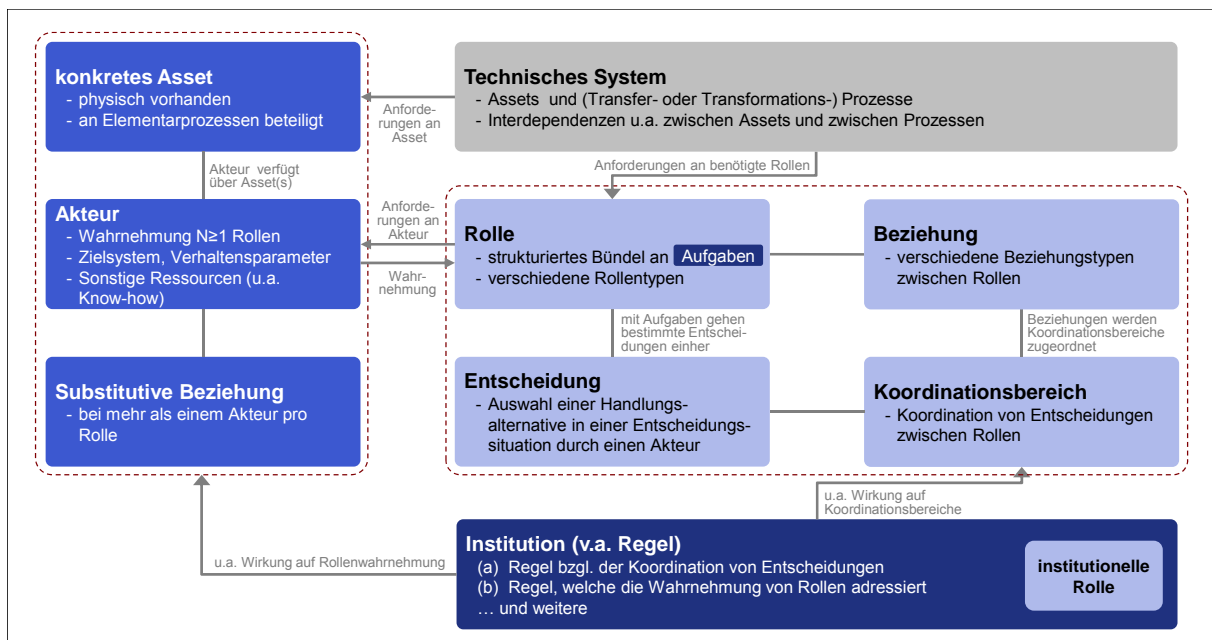 konkretes Asset
- physisch vorhanden
- an Elementarprozessen beteiligt
Anforde-
rungen an
Asset
Technisches System
- Assets und (Transfer- oder Transformations-) Prozesse
- Interdependenzen u.a. zwischen Assets und zwischen Prozessen
Akteur verfügt
über Asset(s)
Anforderungen an benötigte Rollen
Akteur
- Wahrnehmung N≥1 Rollen
- Zielsystem, Verhaltensparameter
- Sonstige Ressourcen (u.a.
Know-how)
Anforde-
rungen an
Akteur
Wahr-
nehmung
Rolle
- strukturiertes Bündel an Aufgaben
- verschiedene Rollentypen
Beziehung
- verschiedene Beziehungstypen
zwischen Rollen
mit Aufgaben gehen
bestimmte Entschei-
dungen einher
Beziehungen werden
Koordinationsbereiche
zugeordnet
Substitutive Beziehung
- bei mehr als einem Akteur pro
Rolle
Entscheidung
- Auswahl einer Handlungs-
alternative in einer Entscheidungs-
situation durch einen Akteur
Koordinationsbereich
- Koordination von Entscheidungen
zwischen Rollen
u.a. Wirkung auf
Koordinationsbereiche
u.a. Wirkung auf Rollenwahrnehmung
Institution (v.a. Regel)
(a) Regel bzgl. der Koordination von Entscheidungen
(b) Regel, welche die Wahrnehmung von Rollen adressiert
… und weitere
institutionelle
Rolle